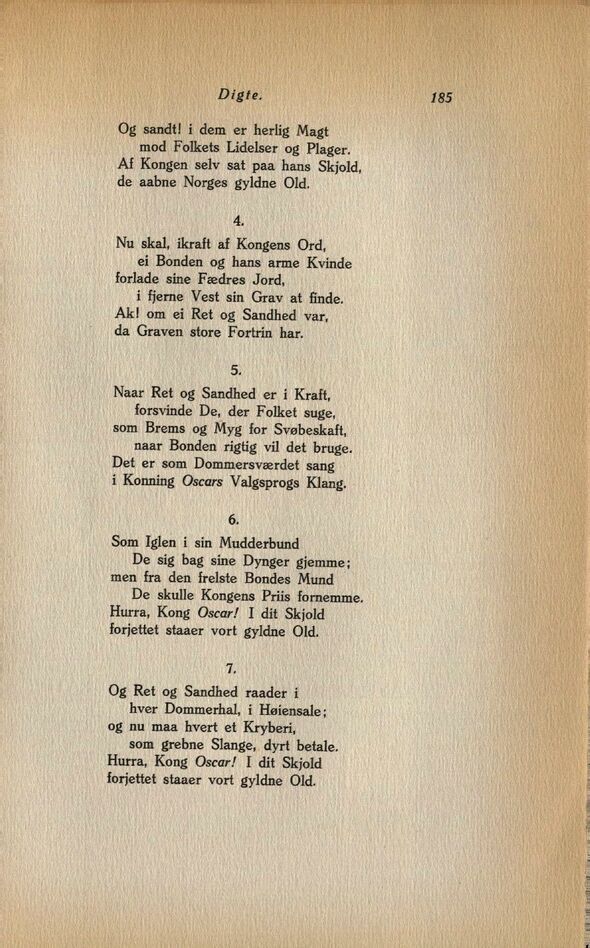 Digte.
185
Og sandt! i dem er herlig Magt
mod Folkets Lidelser og Plager.
Af Kongen selv sat paa hans Skjold,
de aabne Norges gyldne Old.
4.
Nu skal, ikraft af Kongens Ord,
ei Bonden og hans arme Kvinde
forlade sine Fædres Jord,
i fjerne Vest sin Grav at finde.
Ak! om ei Ret og Sandhed var,
da Graven store Fortrin har.
5.
Naar Ret og Sandhed er i Kraft,
forsvinde De, der Folket suge,
som Brems og Myg for Svøbeskaft,
naar Bonden rigtig vil det bruge.
Det er som Dommersværdet sang
i Konning Oscars Valgsprogs Klang.
6.
Som Iglen i sin Mudderbund
De sig bag sine Dynger gjemme;
men fra den frelste Bondes Mund
De skulle Kongens Priis fornemme.
Hurra, Kong Oscar! I dit Skjold
forjettet staaer vort gyldne Old.
7.
Og Ret og Sandhed raader i
hver Dommerhal, i Høiensale;
og nu maa hvert et Kryberi,
som grebne Slange, dyrt betale.
Hurra, Kong Oscar! I dit Skjold
forjettet staaer vort gyldne Old.